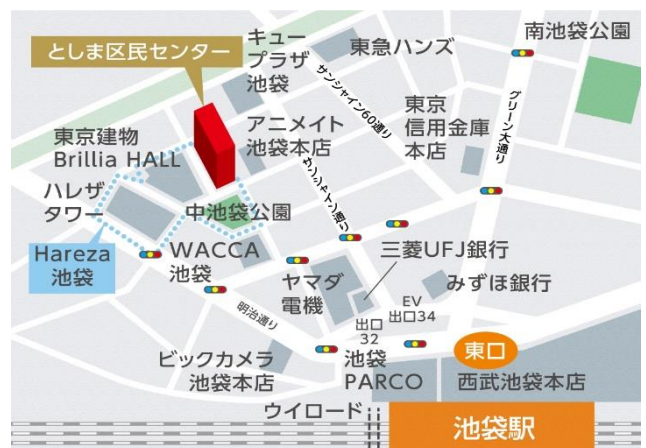 としま区民センター
キュー
プラザ
池袋
東急ハンズ
南池袋公園
サンシャイン60通り
グリーン大通り
東京
信用金庫
本店
東京建物
Brillia HALL
アニメイト
池袋本店
サンシャイン通り
ハレザ
タワー
中池袋公園
Hareza
池袋
WACCA
池袋
三菱UFJ銀行
ヤマダ
電機
みずほ銀行
明治通り
EV
出口34
出口
32
ビックカメラ
池袋本店
池袋
PARCO
東口
西武池袋本店
ウイロード
池袋駅